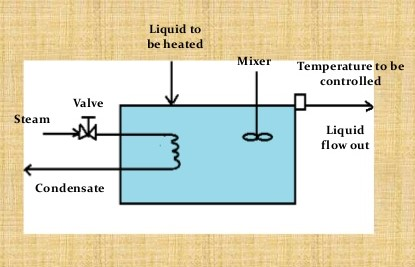 Liquid to
be heated
Mixer
Temperature to be
controlled
Valve
Steam
Liquid
flow out
Condensate